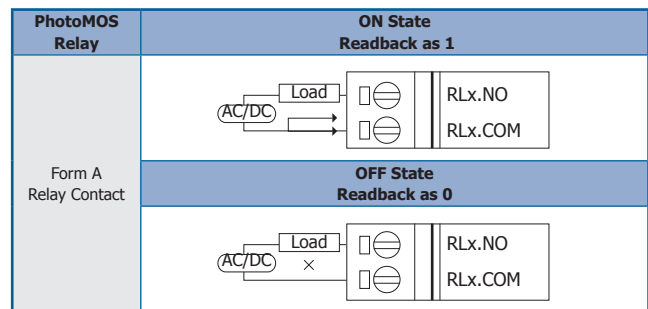 PhotoMOS
Relay
ON State
Readback as 1
Form A
Relay Contact
Load
AC/DC
RLx.NO
RLx.COM
OFF State
Readback as 0
Load
AC/DC
RLx.NO
RLx.COM